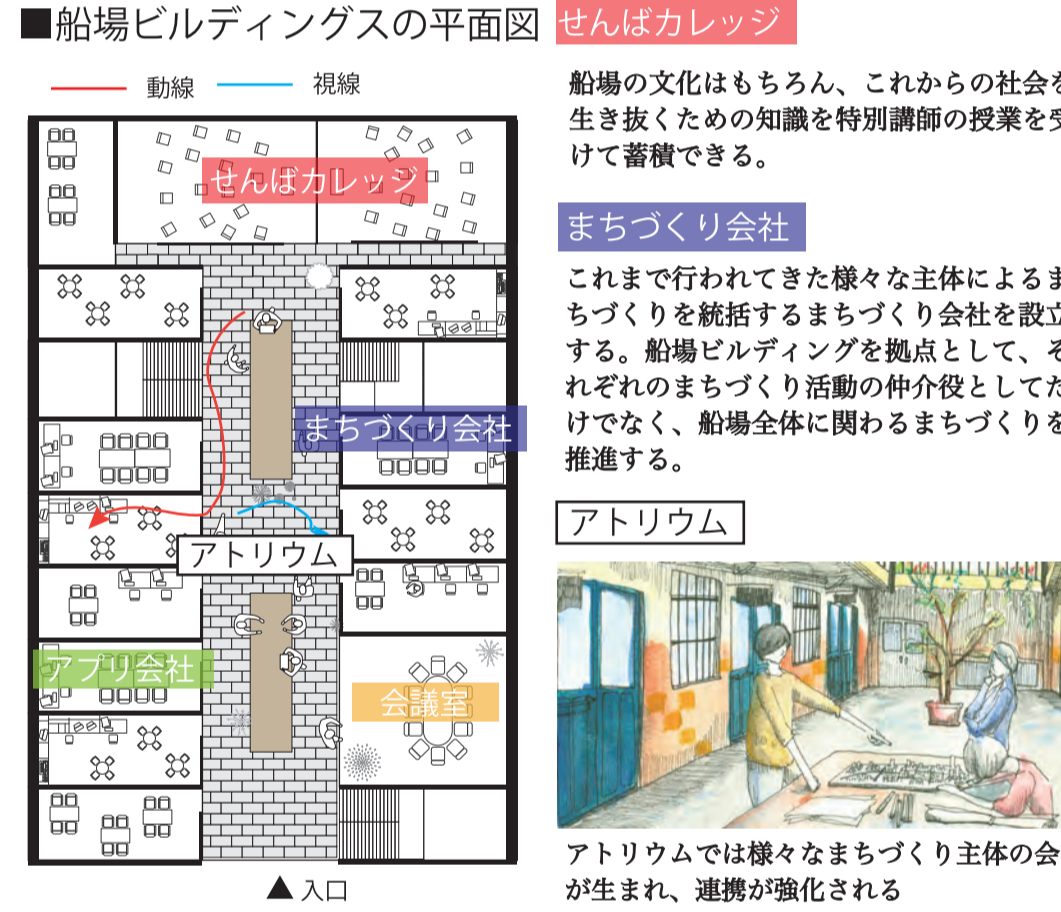 ■船場ビルディングスの平面図
動線 視線
せんばカレッジ
まちづくり会社
アトリウム
アプリ会社
会議室
▲ 入口
せんばカレッジ
船場の文化はもちろん、これからの社会を
生き抜くための知識を特別講師の授業を受
けて蓄積できる。
まちづくり会社
これまで行われてきた様々な主体によるま
ちづくりを統括するまちづくり会社を設立
する。船場ビルディングを拠点として、そ
れぞれのまちづくり活動の仲介役としてだ
けでなく、船場全体に関わるまちづくりを
推進する。
アトリウム
アトリウムでは様々なまちづくり主体の会
が生まれ、連携が強化される